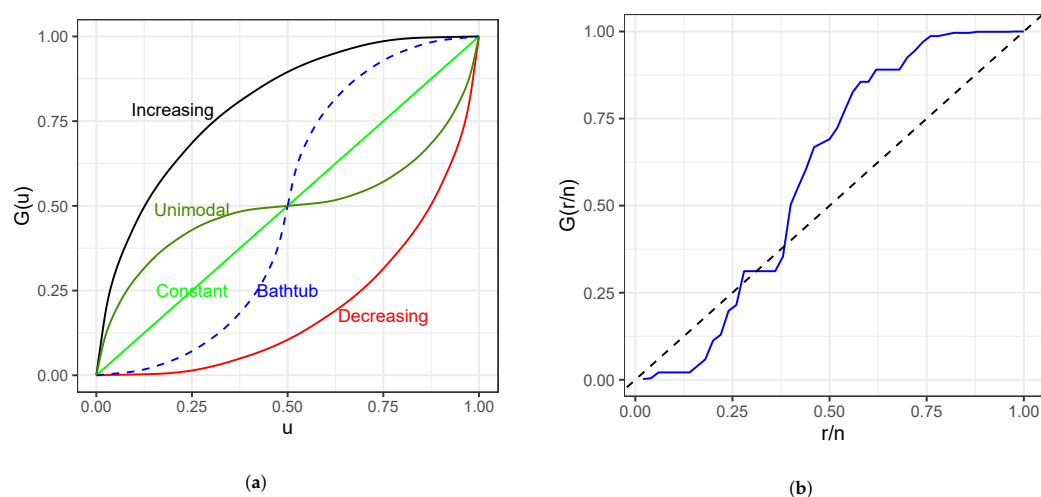 1.00
0.75
0.50
0.25
0.00
G(u)
Increasing
Unimodal
Constant
Bathtub
Decreasing
0.00 0.25 0.50 0.75 1.00
u
(a)
1.00
0.75
0.50
0.25
0.00
G(r/n)
0.00 0.25 0.50 0.75 1.00
r/n
(b)